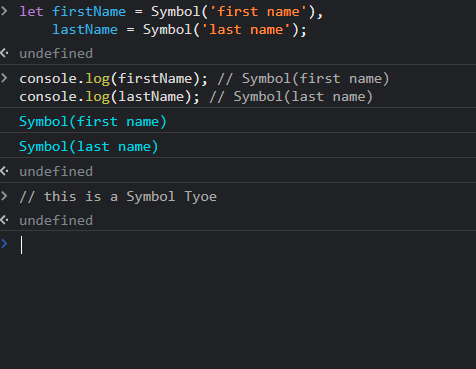 let firstName = Symbol('first name'),
    lastName = Symbol('last name');
undefined
console.log(firstName); // Symbol(first name)
console.log(lastName); // Symbol(last name)
Symbol(first name)
Symbol(last name)
undefined
// this is a Symbol Tyoe
undefined